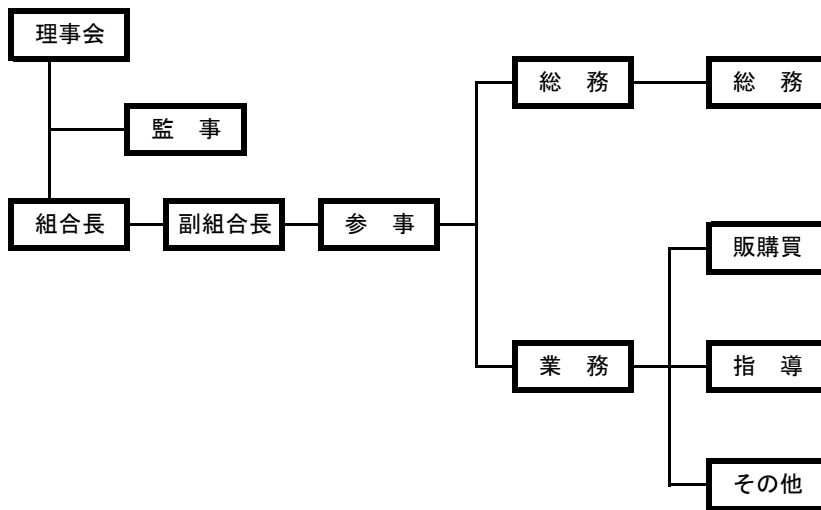 理事会
監　事
組合長
副組合長
参　事
総　務
総　務
業　務
販購買
指　導
その他